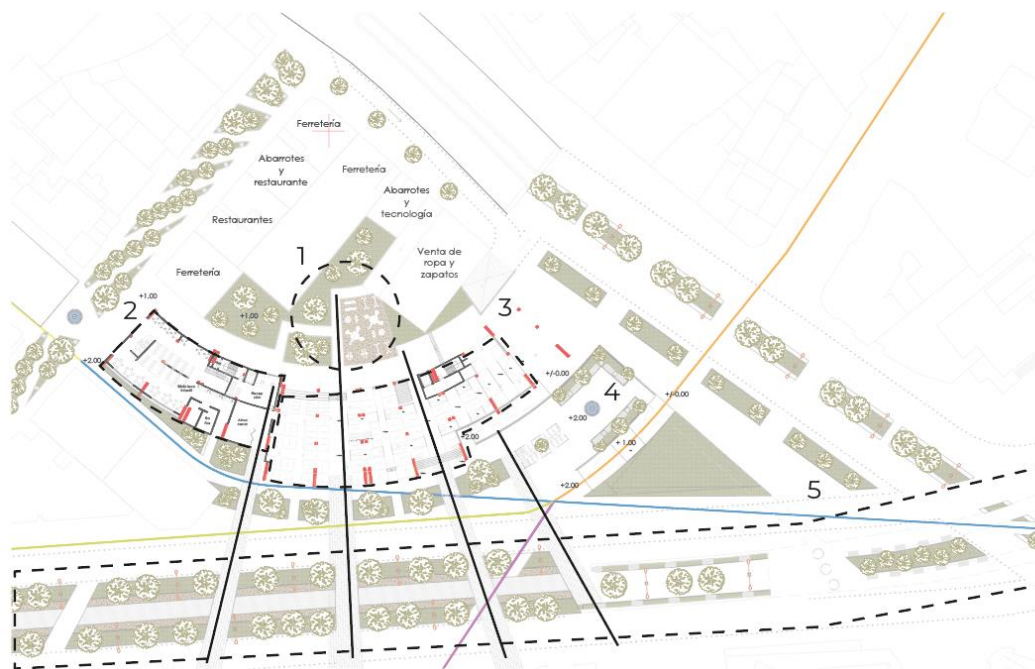 Ferretería
Abarrotes
y
restaurante
Ferretería
Abarrotes
y
tecnología
Restaurantes
Venta de
ropa y
zapatos
1
Ferretería
3
2
+1.00
+1.00
+2.00
+/-0.00
4
+/-0.00
+2.00
+2.00
+ 1.00
+2.00
5